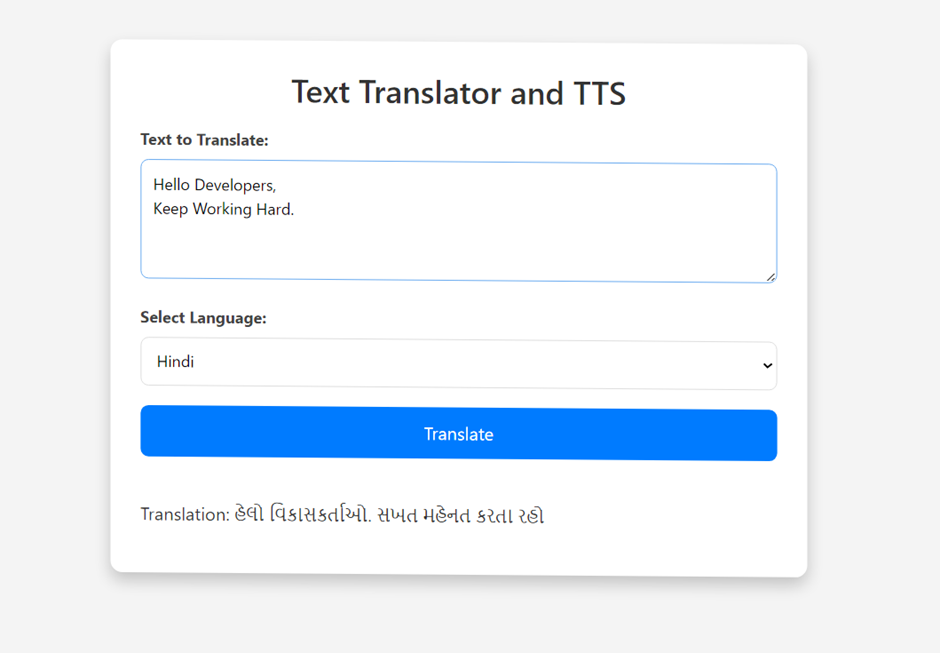 Text Translator and TTS
Text to Translate:
Hello Developers,
Keep Working Hard.
Select Language:
Hindi
Translate
Translation: હેલો વિકાસકર્તાઓ. સખત મહેનત કરતા રહો